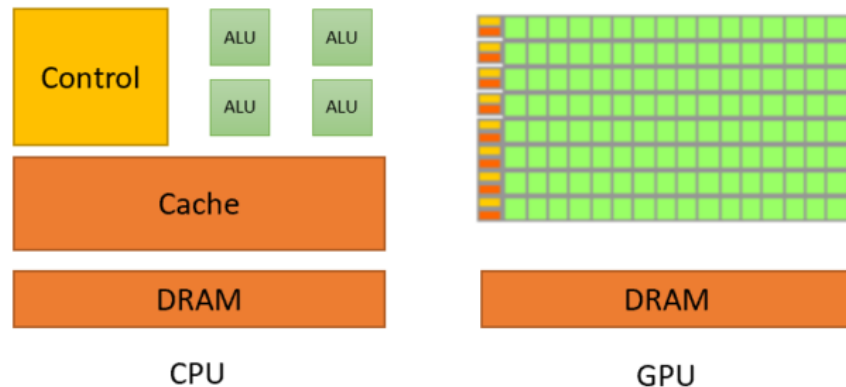 Control
ALU
ALU
ALU
ALU
Cache
DRAM
CPU
DRAM
GPU